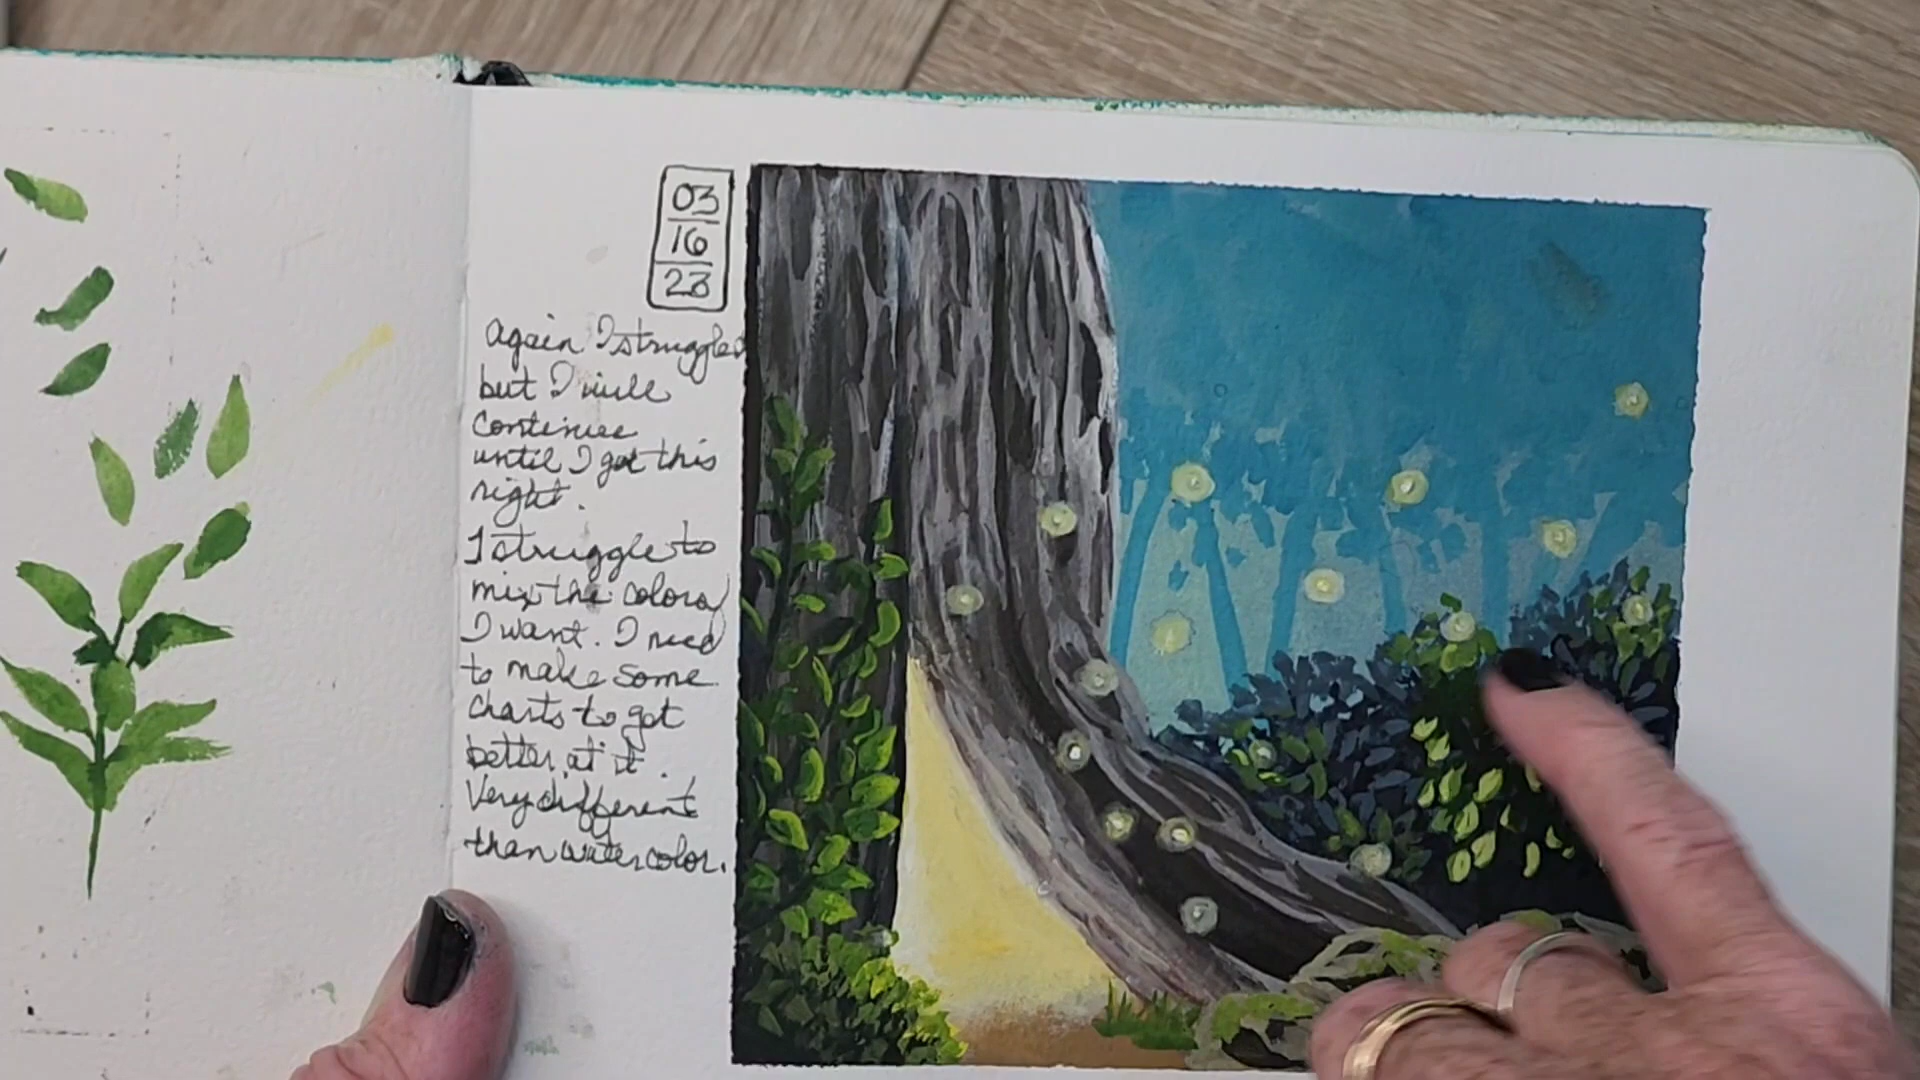 03
16
23
Again I struggled
but I will
continue
until I get this
right.
I struggle to
mix the colors
I want. I need
to make some
charts to get
better at it.
Very different
than watercolor.